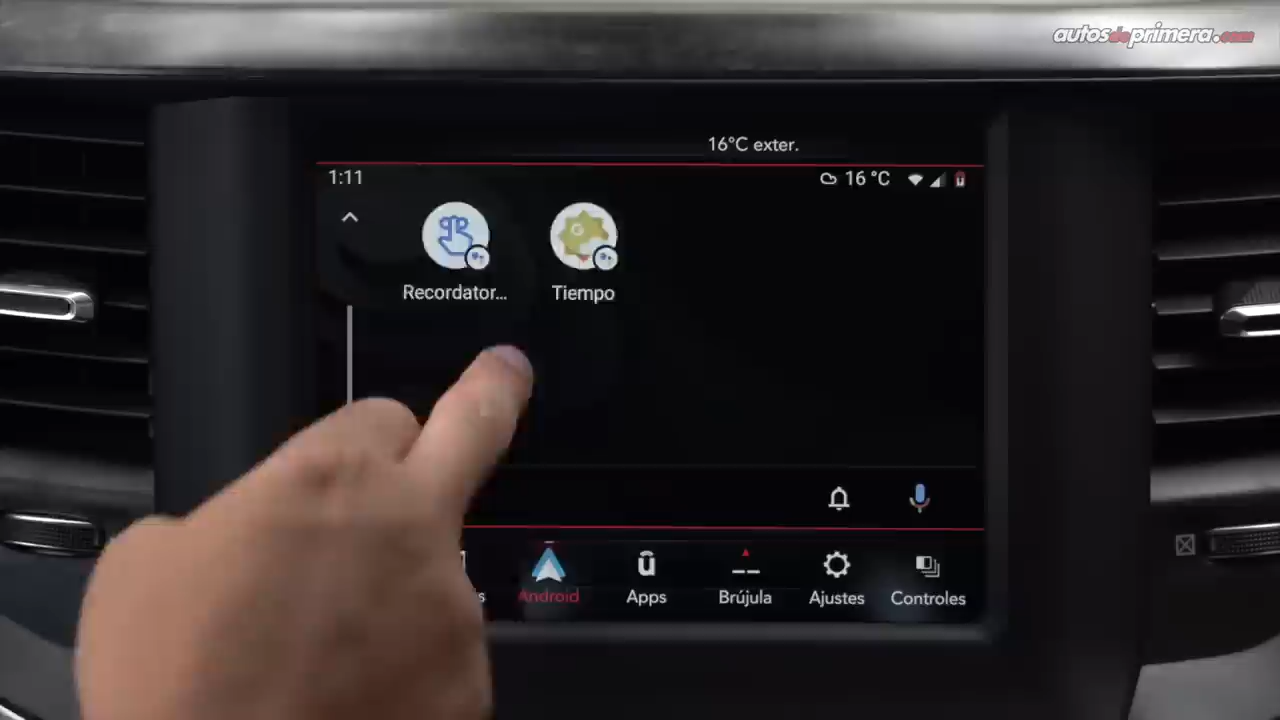 autosdeprimera.com
16°C exter.
1:11
16 °C
Recordator...
Tiempo
Android
Apps
Brújula
Ajustes
Controles